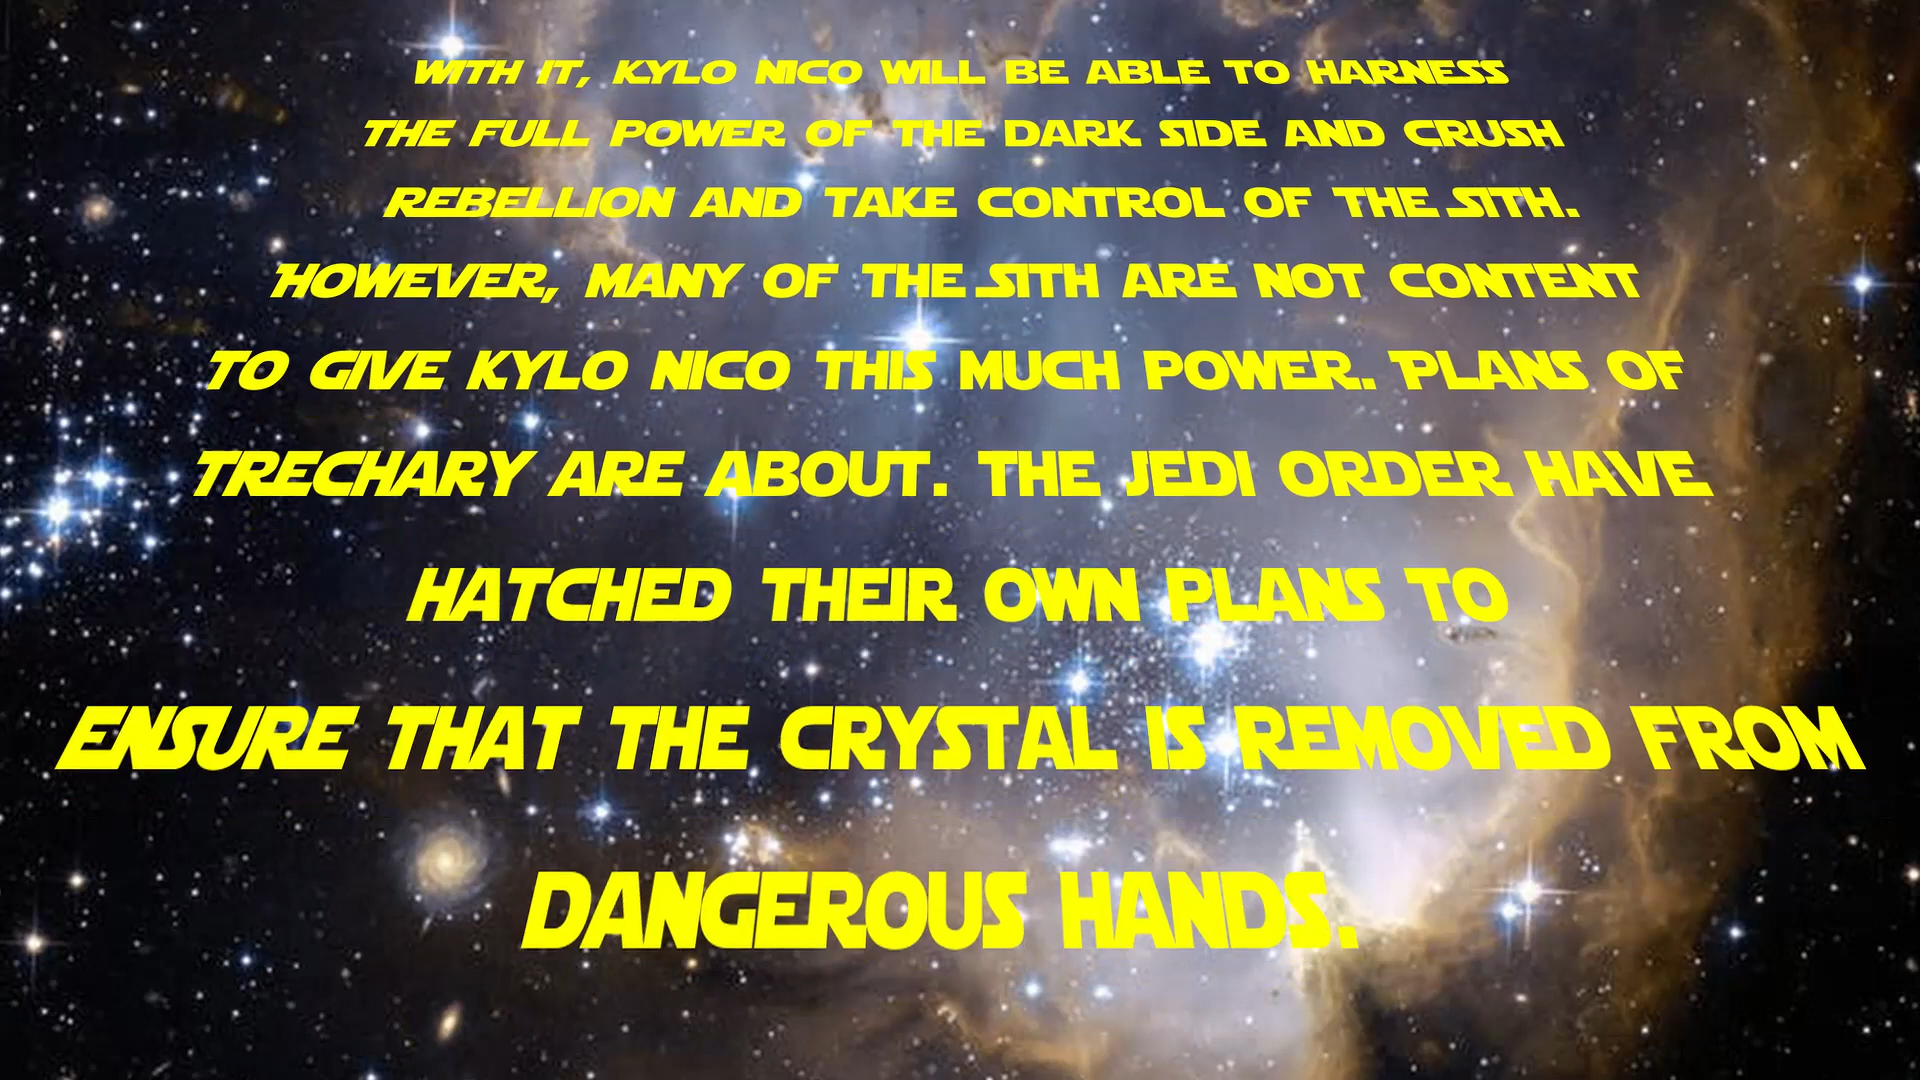 WITH IT, KYLO NICO WILL BE ABLE TO HARNESS
THE FULL POWER OF THE DARK SIDE AND CRUSH
REBELLION AND TAKE CONTROL OF THE SITH.
HOWEVER, MANY OF THE SITH ARE NOT CONTENT
TO GIVE KYLO NICO THIS MUCH POWER. PLANS OF
TRECHARY ARE ABOUT. THE JEDI ORDER HAVE
HATCHED THEIR OWN PLANS TO
ENSURE THAT THE CRYSTAL IS REMOVED FROM
DANGEROUS HANDS.